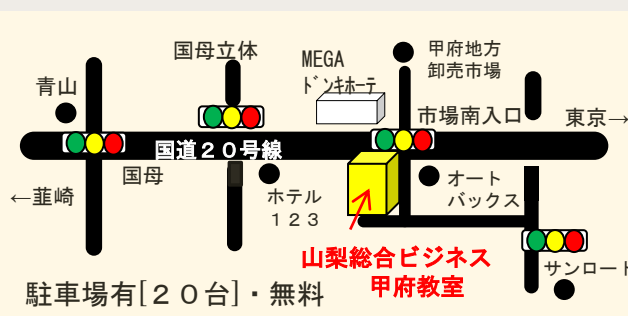 国母立体
MEGA
ﾄﾞﾝｷﾎｰﾃ
甲府地方
卸売市場
青山
市場南入口
東京→
国道２０号線
国母
←韮崎
ホテル
１２３
オート
バックス
山梨総合ビジネス
甲府教室
サンロード
駐車場有[２０台]・無料